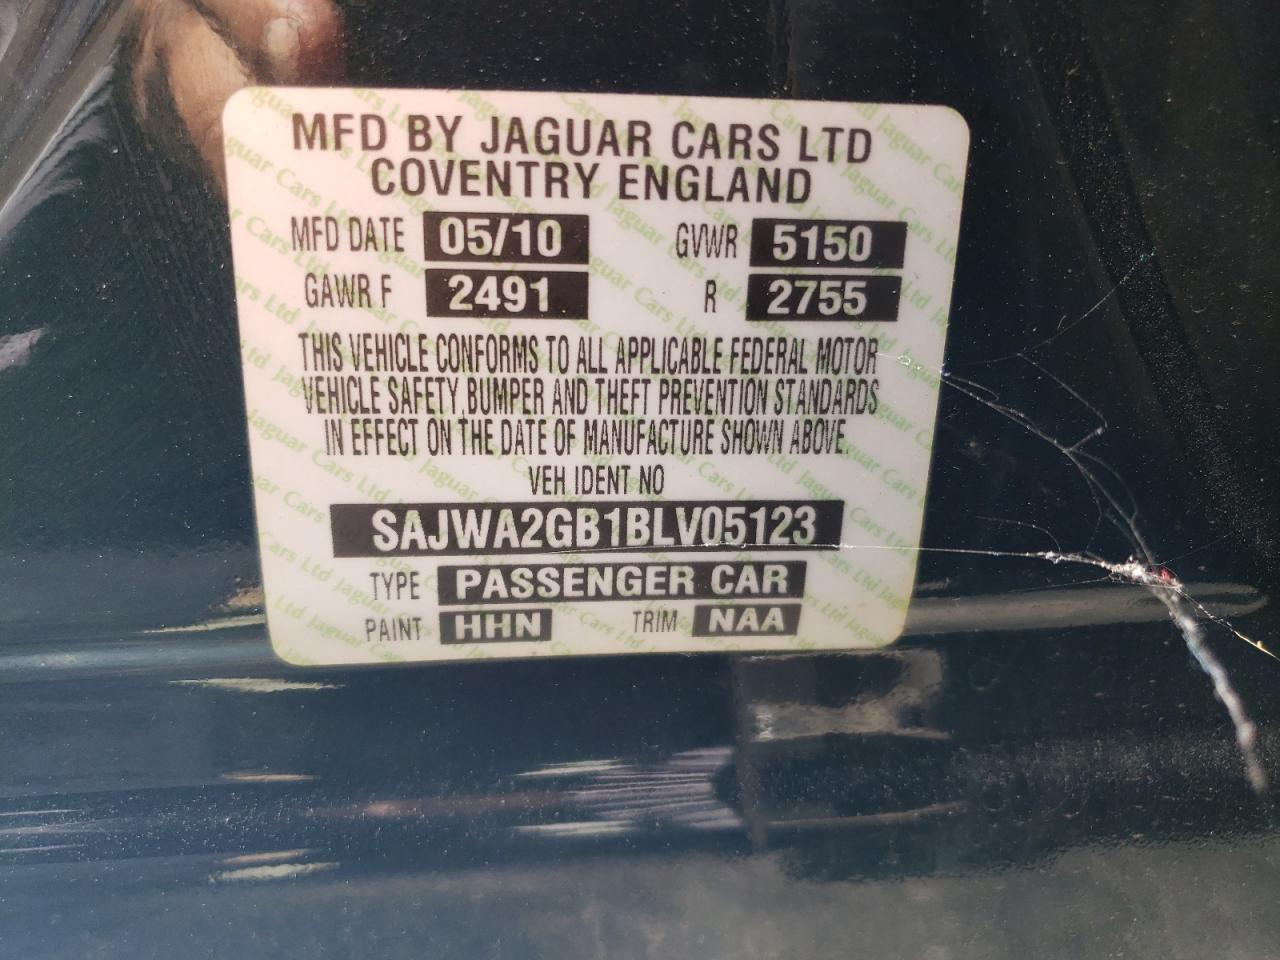 MFD BY JAGUAR CARS LTD
COVENTRY ENGLAND
MFD DATE 05/10 GVWR 5150
GAWR F 2491 R 2755
THIS VEHICLE CONFORMS TO ALL APPLICABLE FEDERAL MOTOR
VEHICLE SAFETY, BUMPER AND THEFT PREVENTION STANDARDS
IN EFFECT ON THE DATE OF MANUFACTURE SHOWN ABOVE.
VEH IDENT NO
SAJWA2GB1BLV05123
TYPE PASSENGER CAR
PAINT HHN TRIM NAA